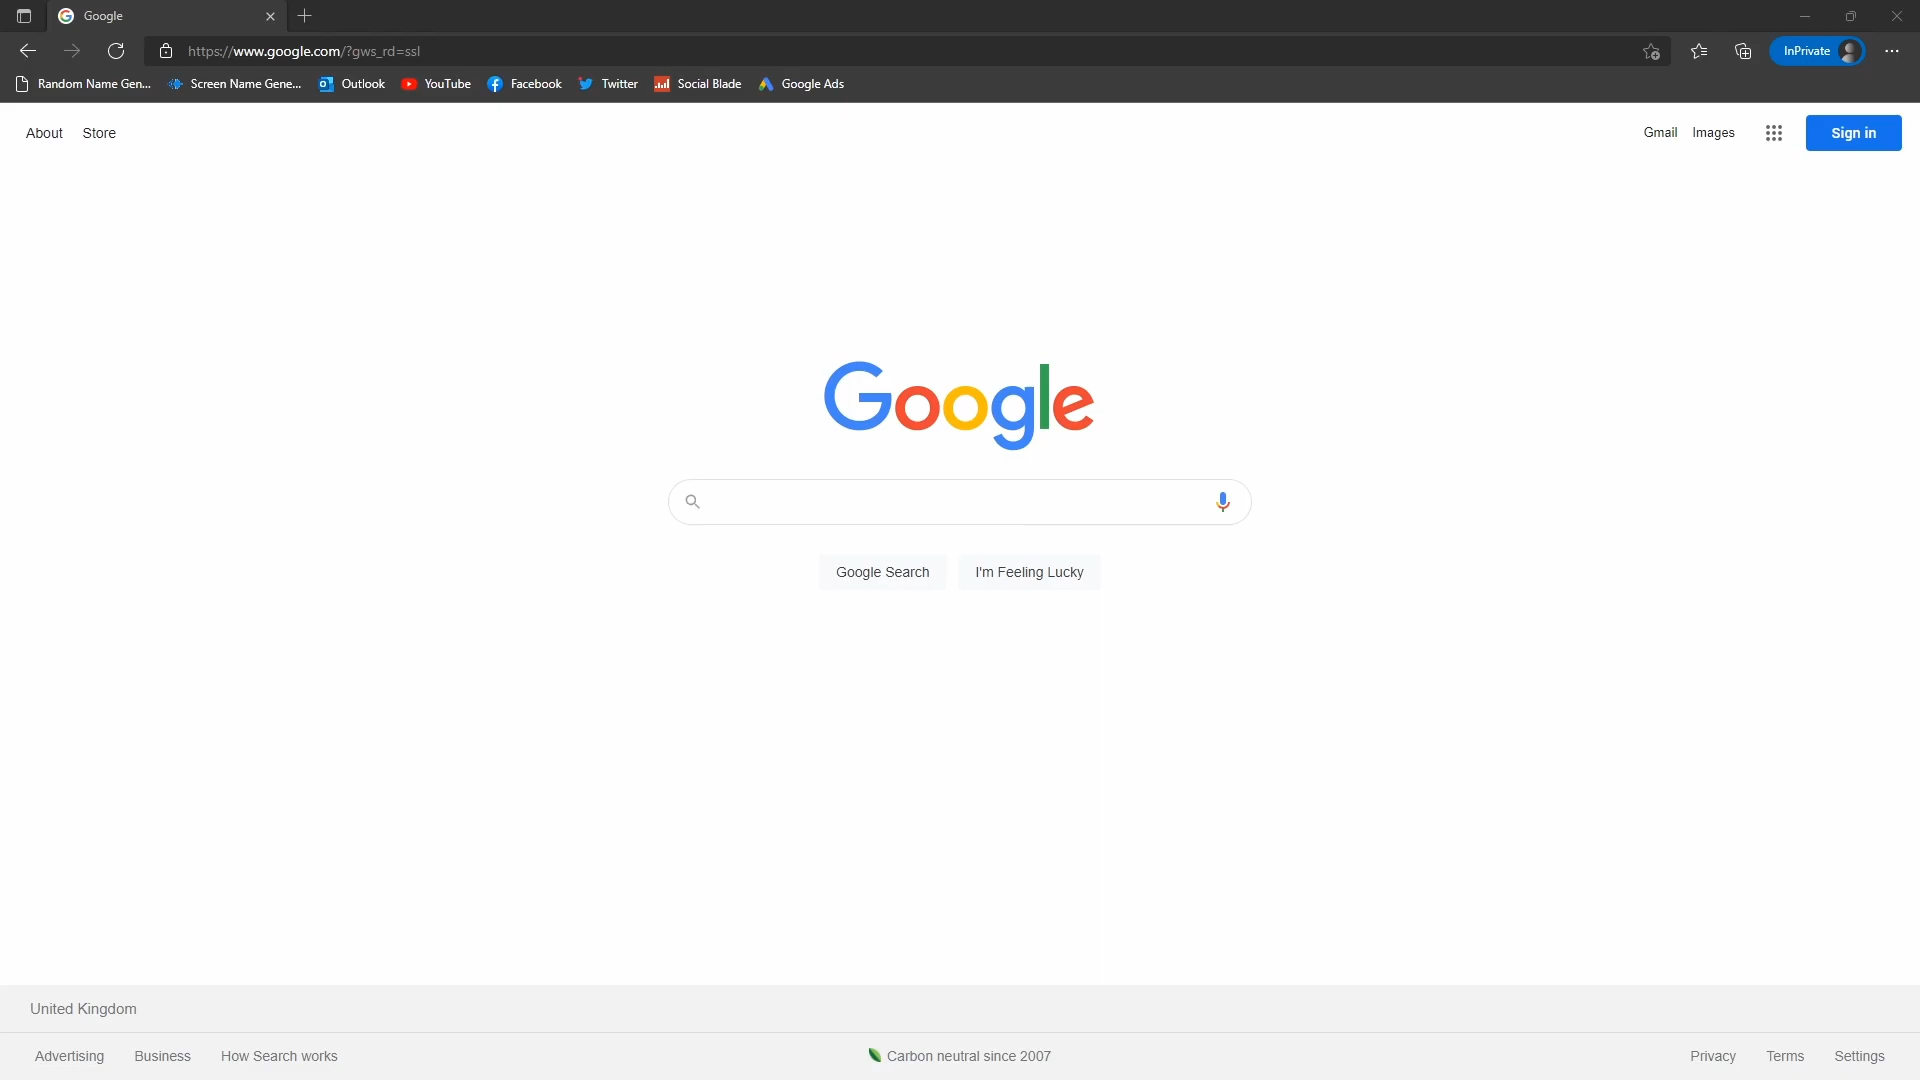 Google
https://www.google.com/?gws_rd=ssl
InPrivate
Random Name Gen... Screen Name Gene... Outlook YouTube Facebook Twitter Social Blade Google Ads
About Store Gmail Images Sign in
Google
Google Search I'm Feeling Lucky
United Kingdom
Advertising Business How Search works Carbon neutral since 2007 Privacy Terms Settings